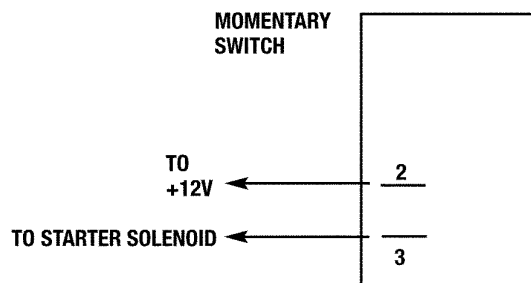 MOMENTARY
SWITCH
TO
+12V
2
TO STARTER SOLENOID
3